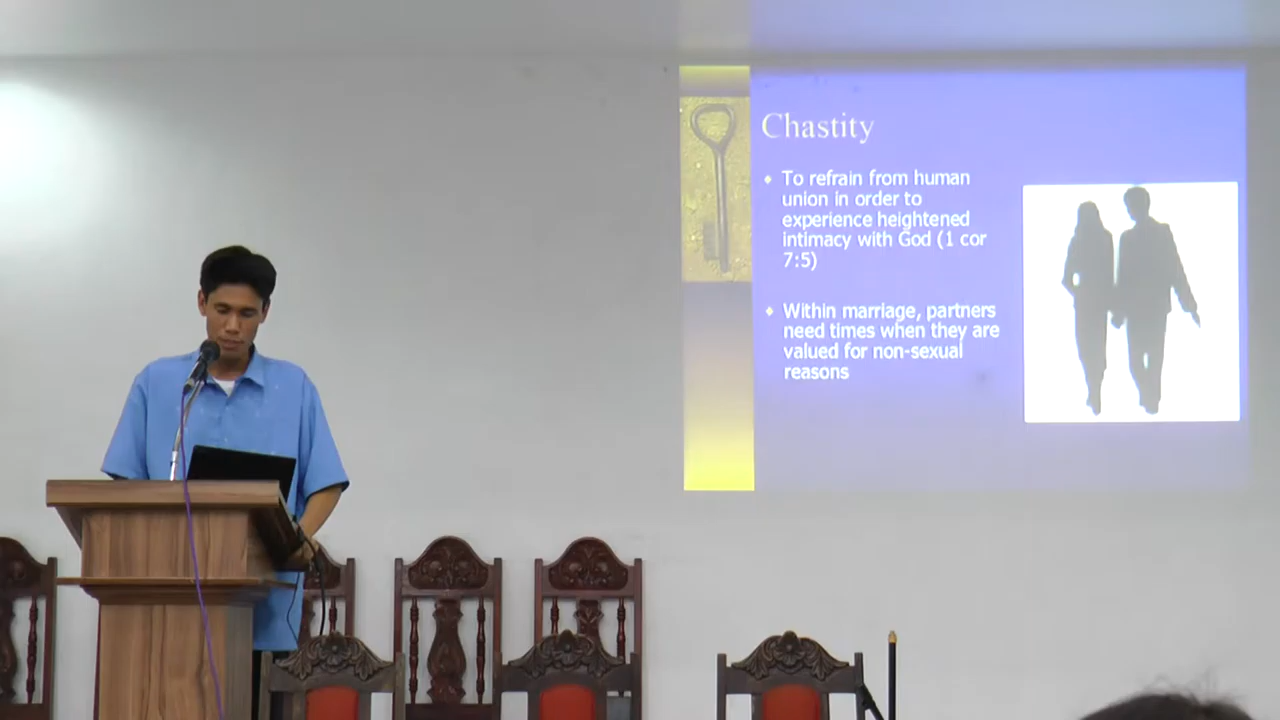 Chastity
To refrain from human
union in order to
experience heightened
intimacy with God (1 cor
7:5)
Within marriage, partners
need times when they are
valued for non-sexual
reasons